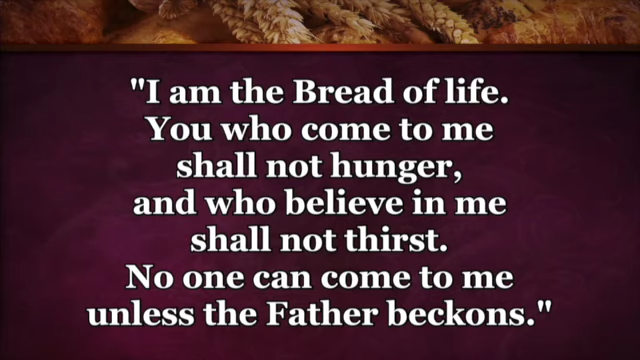 "I am the Bread of life.
You who come to me
shall not hunger,
and who believe in me
shall not thirst.
No one can come to me
unless the Father beckons."